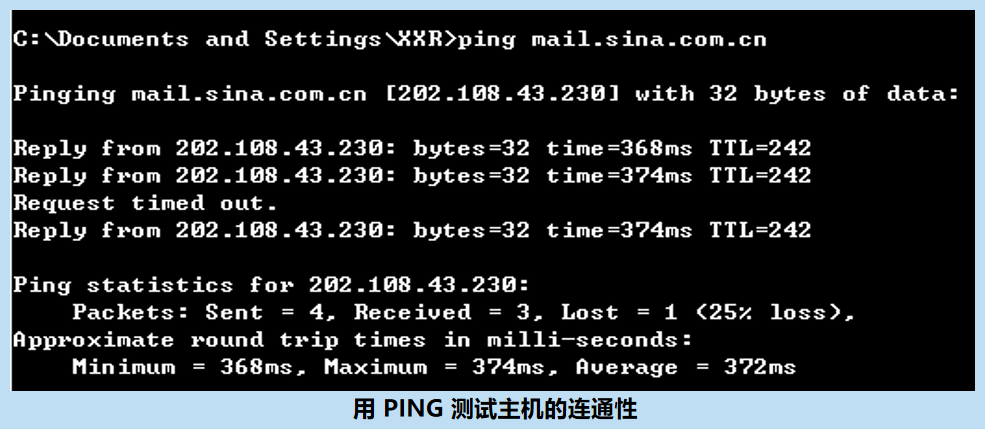 C:\Documents and Settings\XXR>ping mail.sina.com.cn
Pinging mail.sina.com.cn [202.108.43.230] with 32 bytes of data:
Reply from 202.108.43.230: bytes=32 time=368ms TTL=242
Reply from 202.108.43.230: bytes=32 time=374ms TTL=242
Request timed out.
Reply from 202.108.43.230: bytes=32 time=374ms TTL=242
Ping statistics for 202.108.43.230:
    Packets: Sent = 4, Received = 3, Lost = 1 (25% loss),
Approximate round trip times in milli-seconds:
    Minimum = 368ms, Maximum = 374ms, Average = 372ms
用 PING 测试主机的连通性